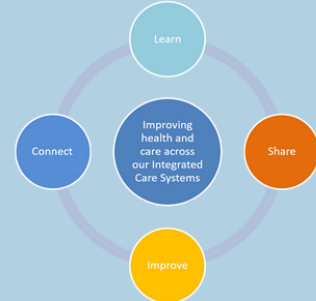 Learn
Connect
Improving
health and
care across
our Integrated
Care Systems
Share
Improve